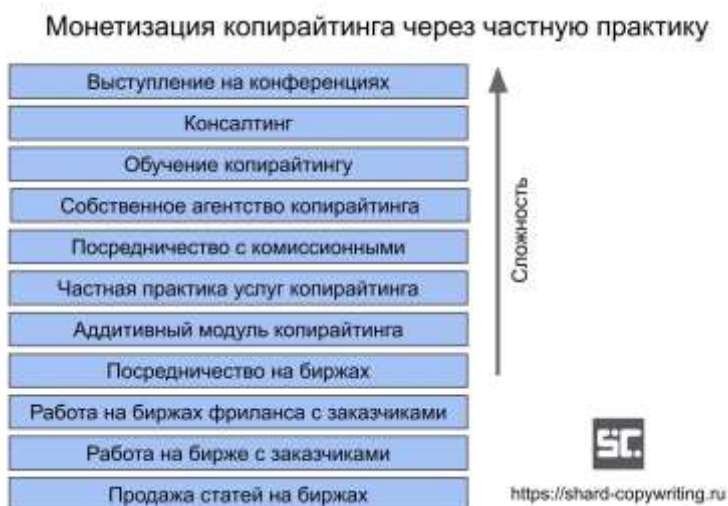 Монетизация копирайтинга через частную практику
Выступление на конференциях
Консалтинг
Обучение копирайтингу
Собственное агентство копирайтинга
Посредничество с комиссионными
Частная практика услуг копирайтинга
Аддитивный модуль копирайтинга
Посредничество на биржах
Работа на биржах фриланса с заказчиками
Работа на бирже с заказчиками
Продажа статей на биржах
Сложность
SC.
https://shard-copywriting.ru